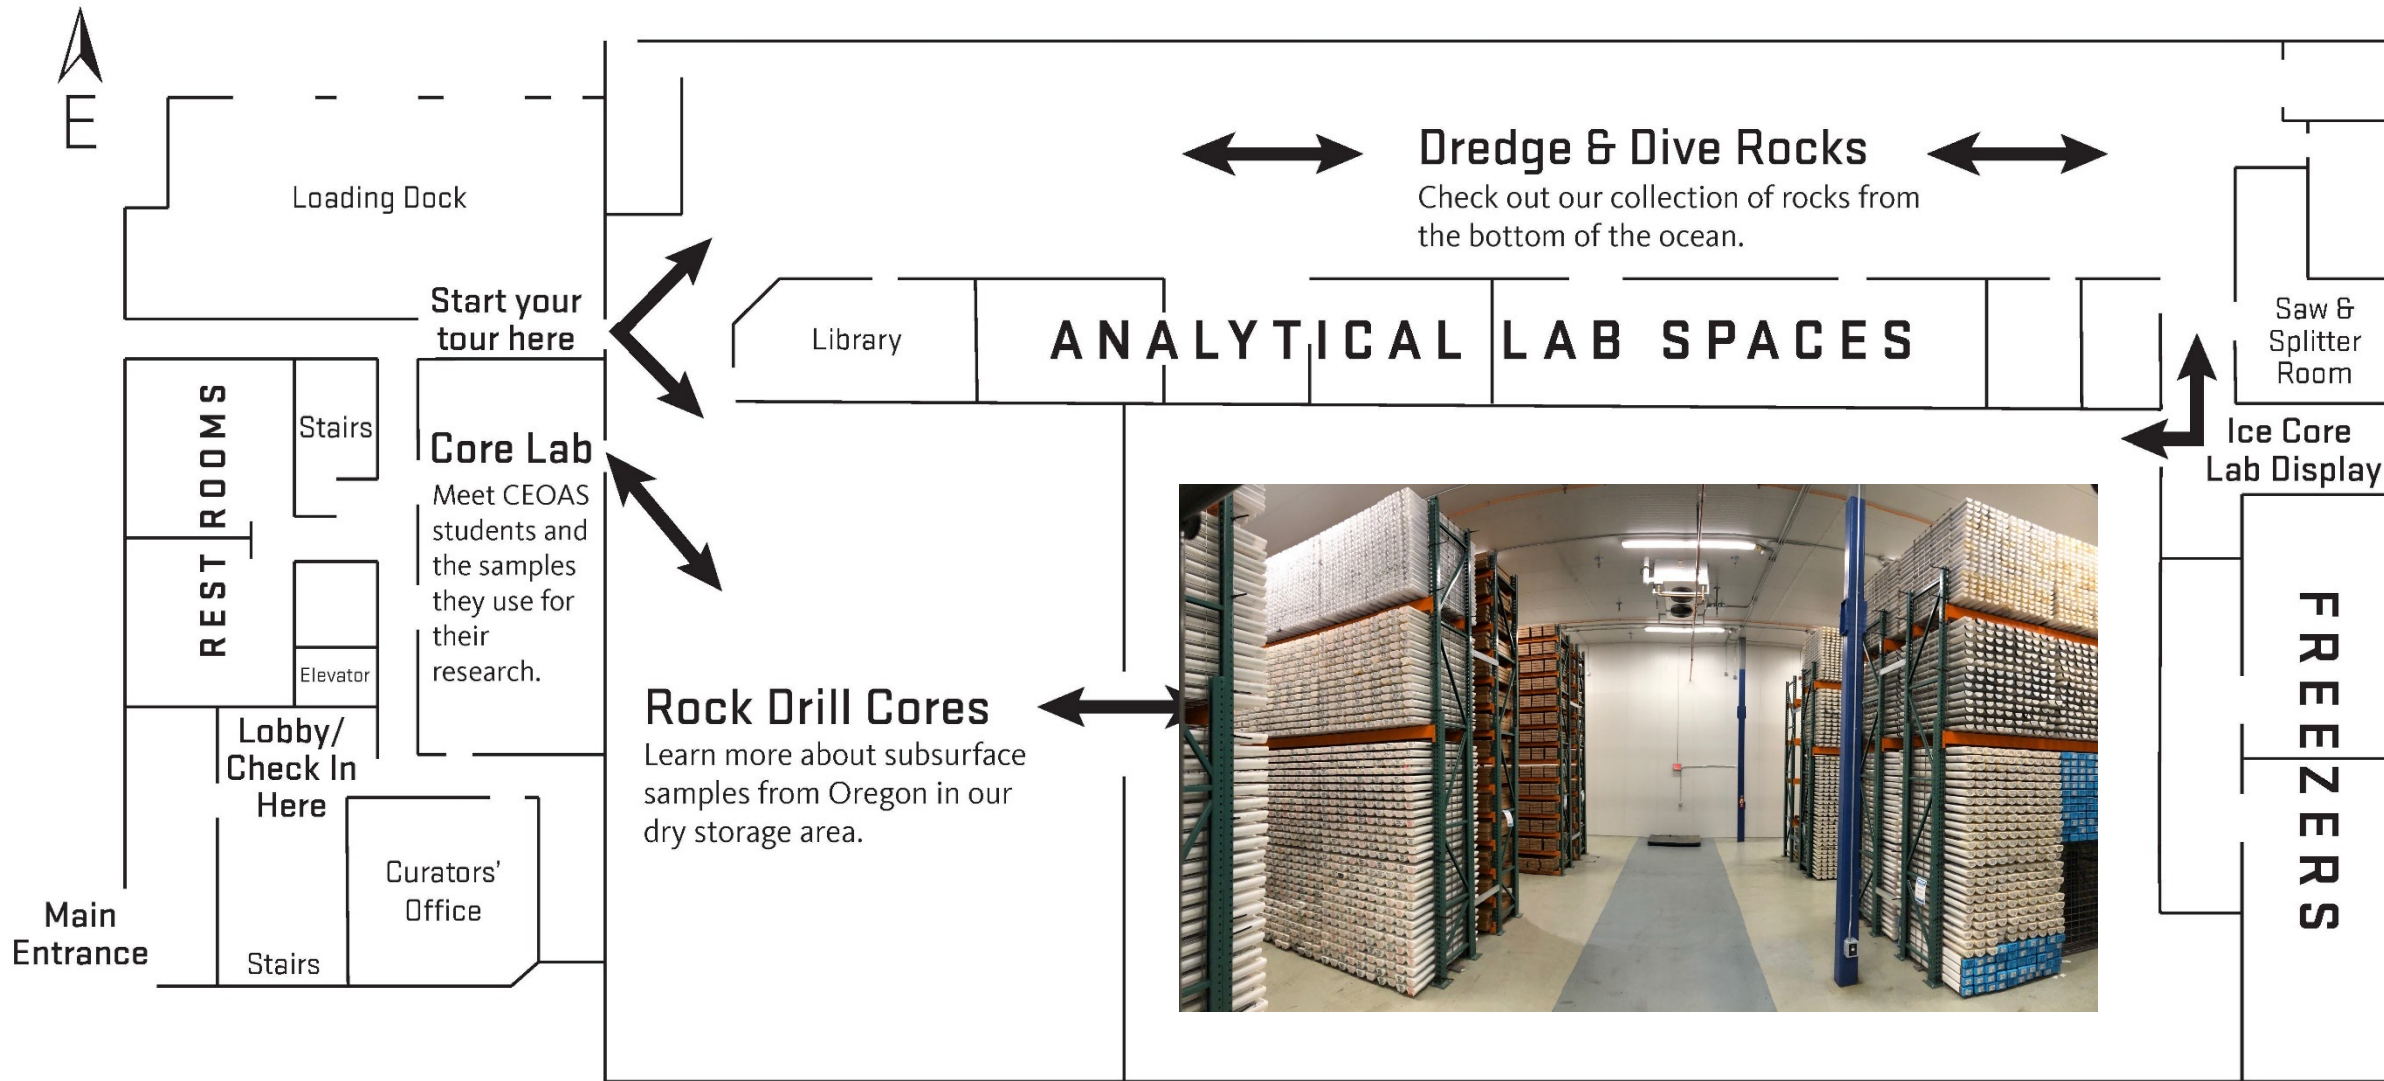 E
Loading Dock
Dredge & Dive Rocks
Check out our collection of rocks from
the bottom of the ocean.
Start your
tour here
Library
ANALYTICAL LAB SPACES
Saw &
Splitter
Room
REST ROOMS
Stairs
Core Lab
Meet CEOAS
students and
the samples
they use for
their
research.
Ice Core
Lab Display
Elevator
Lobby/
Check In
Here
Rock Drill Cores
Learn more about subsurface
samples from Oregon in our
dry storage area.
FREEZERS
Curators'
Office
Main
Entrance
Stairs